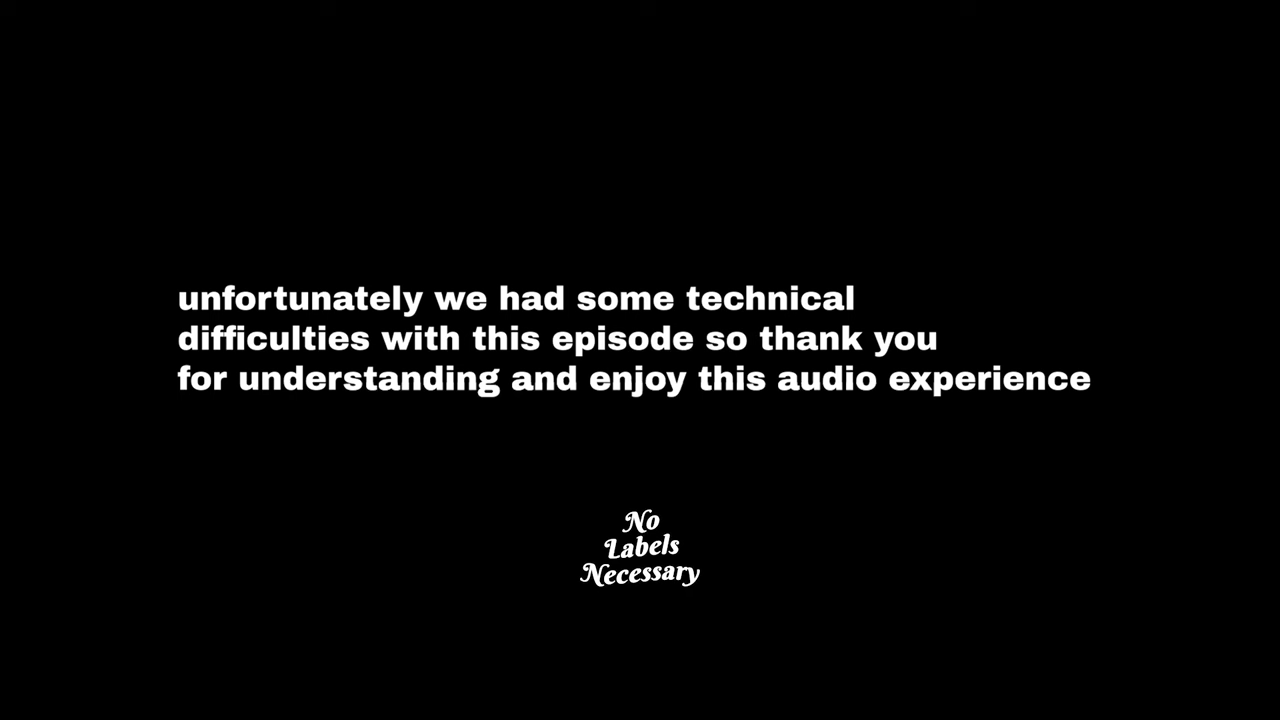 unfortunately we had some technical
difficulties with this episode so thank you
for understanding and enjoy this audio experience
No
Labels
Necessary